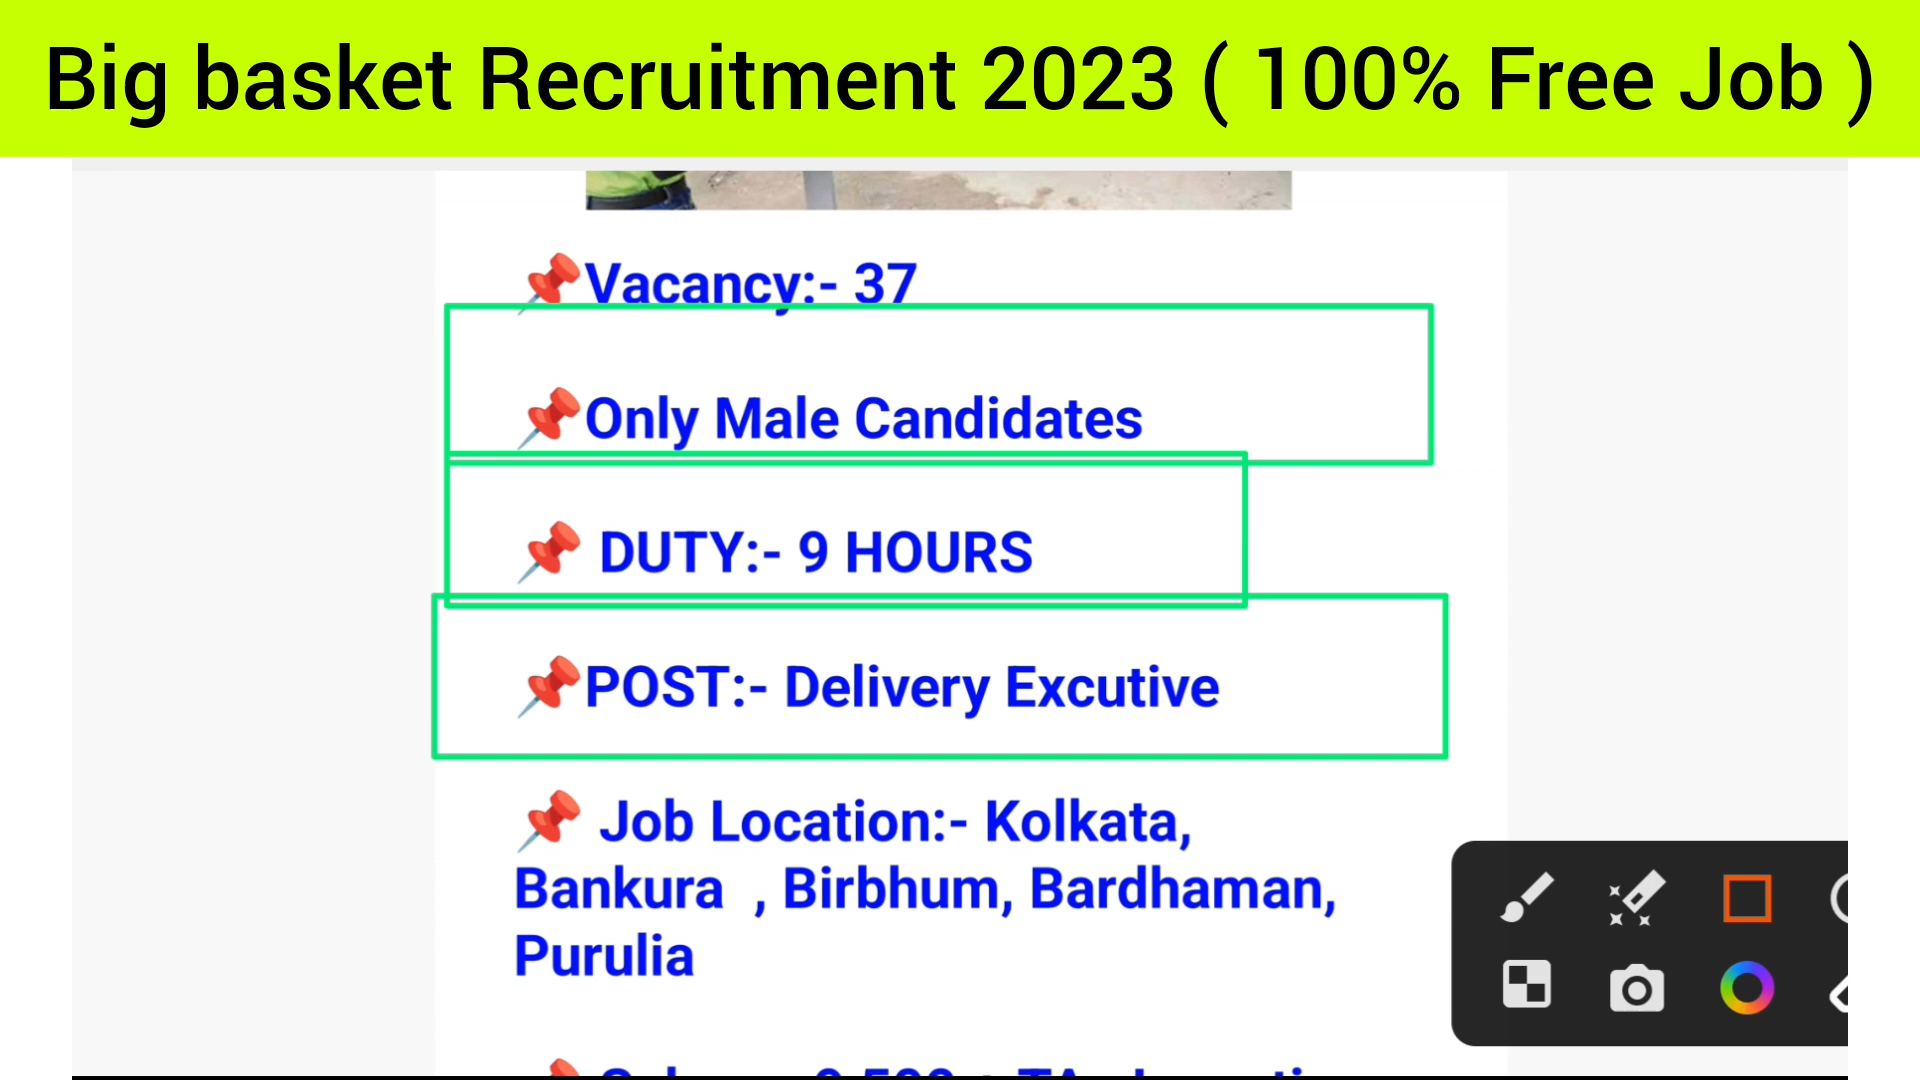 Big basket Recruitment 2023 ( 100% Free Job )
Vacancy:- 37
Only Male Candidates
DUTY:- 9 HOURS
POST:- Delivery Excutive
Job Location:- Kolkata,
Bankura , Birbhum, Bardhaman,
Purulia